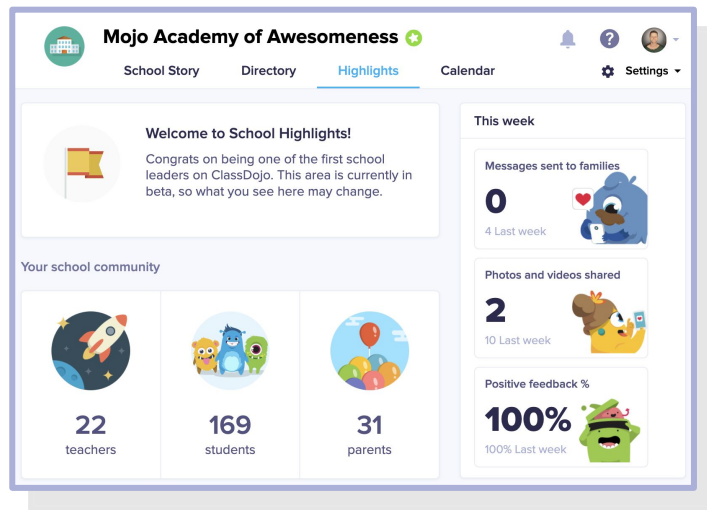 Mojo Academy of Awesomeness
School Story Directory Highlights Calendar Settings
Welcome to School Highlights!
Congrats on being one of the first school
leaders on ClassDojo. This area is currently in
beta, so what you see here may change.
Your school community
22
teachers
169
students
31
parents
This week
Messages sent to families
0
4 Last week
Photos and videos shared
2
10 Last week
Positive feedback %
100%
100% Last week